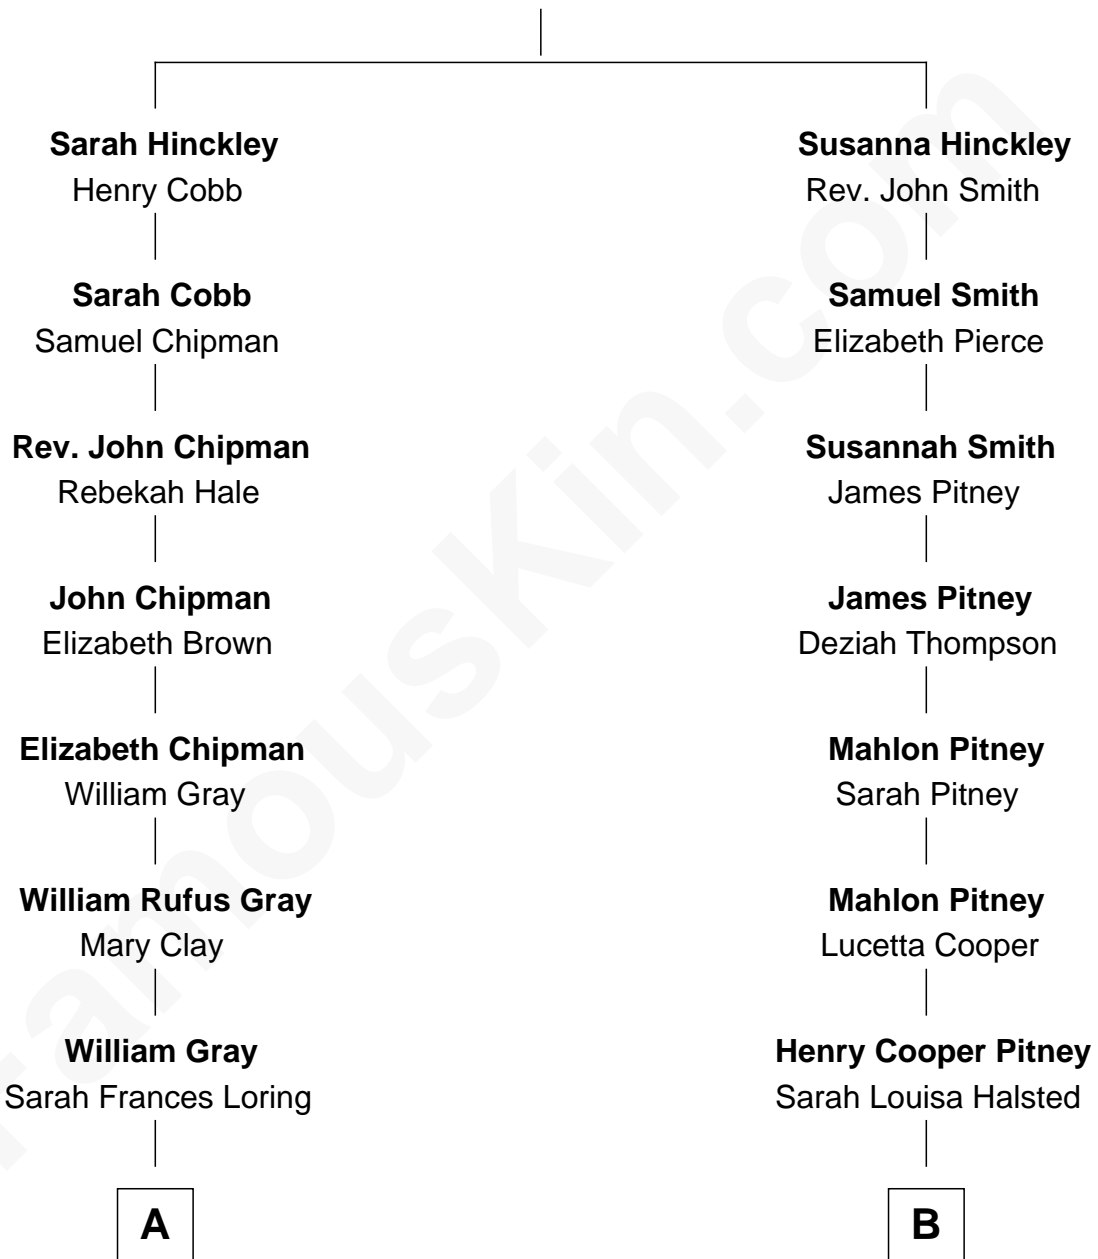 Sarah Hinckley
Henry Cobb
Sarah Cobb
Samuel Chipman
Rev. John Chipman
Rebekah Hale
John Chipman
Elizabeth Brown
Elizabeth Chipman
William Gray
William Rufus Gray
Mary Clay
William Gray
Sarah Frances Loring
A
Susanna Hinckley
Rev. John Smith
Samuel Smith
Elizabeth Pierce
Susannah Smith
James Pitney
James Pitney
Deziah Thompson
Mahlon Pitney
Sarah Pitney
Mahlon Pitney
Lucetta Cooper
Henry Cooper Pitney
Sarah Louisa Halsted
B
FamousKin.com